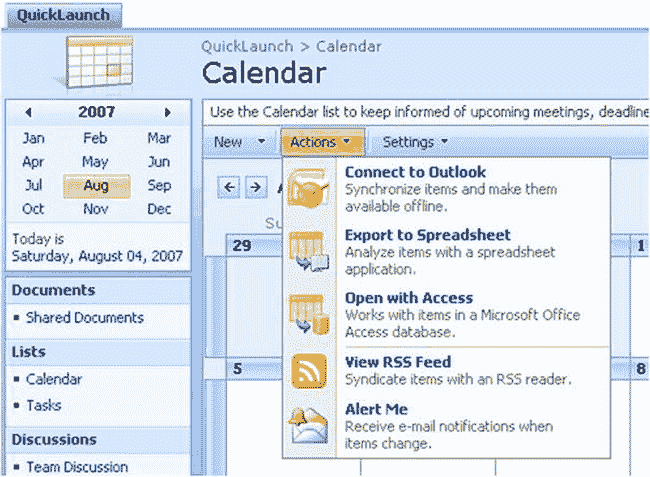 QuickLaunch
QuickLaunch > Calendar
Calendar
2007
Jan Feb Mar
Apr May Jun
Jul Aug Sep
Oct Nov Dec
Today is
Saturday, August 04, 2007
Documents
Shared Documents
Lists
Calendar
Tasks
Discussions
Team Discussion
Use the Calendar list to keep informed of upcoming meetings, deadline
New Actions Settings
Connect to Outlook
Synchronize items and make them
available offline.
Export to Spreadsheet
Analyze items with a spreadsheet
application.
Open with Access
Works with items in a Microsoft Office
Access database.
View RSS Feed
Syndicate items with an RSS reader.
Alert Me
Receive e-mail notifications when
items change.
29 1
5 8